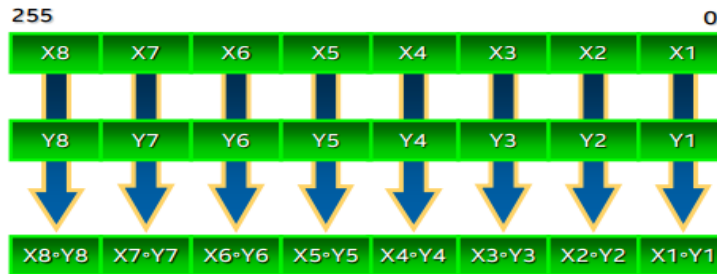 255 0
X8 X7 X6 X5 X4 X3 X2 X1
Y8 Y7 Y6 Y5 Y4 Y3 Y2 Y1
X8◦Y8 X7◦Y7 X6◦Y6 X5◦Y5 X4◦Y4 X3◦Y3 X2◦Y2 X1◦Y1